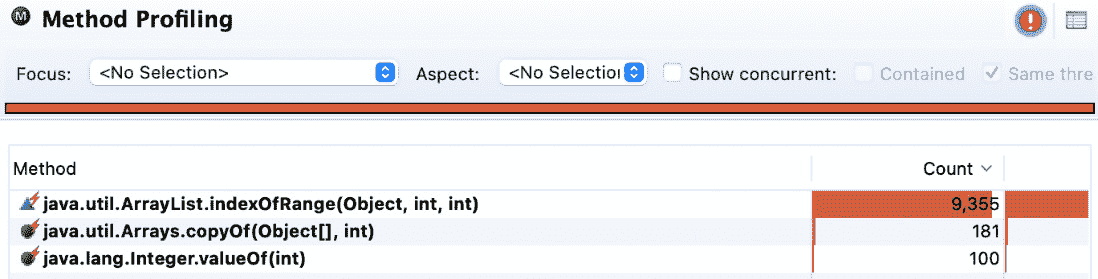 Method Profiling
Focus: <No Selection> Aspect: <No Selection Show concurrent: Contained Same thre
Method Count
java.util.ArrayList.indexOfRange(Object, int, int) 9,355
java.util.Arrays.copyOf(Object[], int) 181
java.lang.Integer.valueOf(int) 100